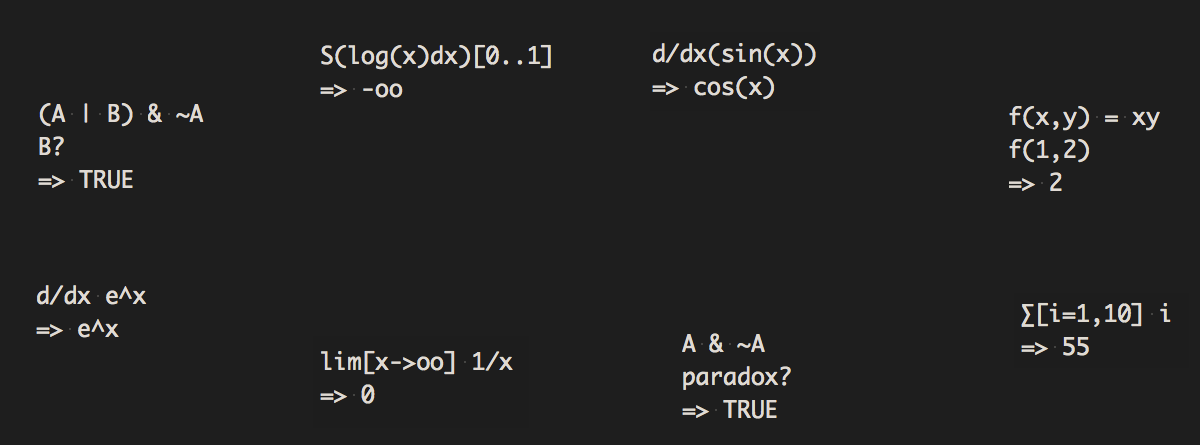 (A | B) & ~A
B?
=> TRUE
S(log(x)dx)[0..1]
=> -oo
d/dx(sin(x))
=> cos(x)
f(x,y) = xy
f(1,2)
=> 2
d/dx e^x
=> e^x
lim[x->oo] 1/x
=> 0
A & ~A
paradox?
=> TRUE
∑[i=1,10] i
=> 55